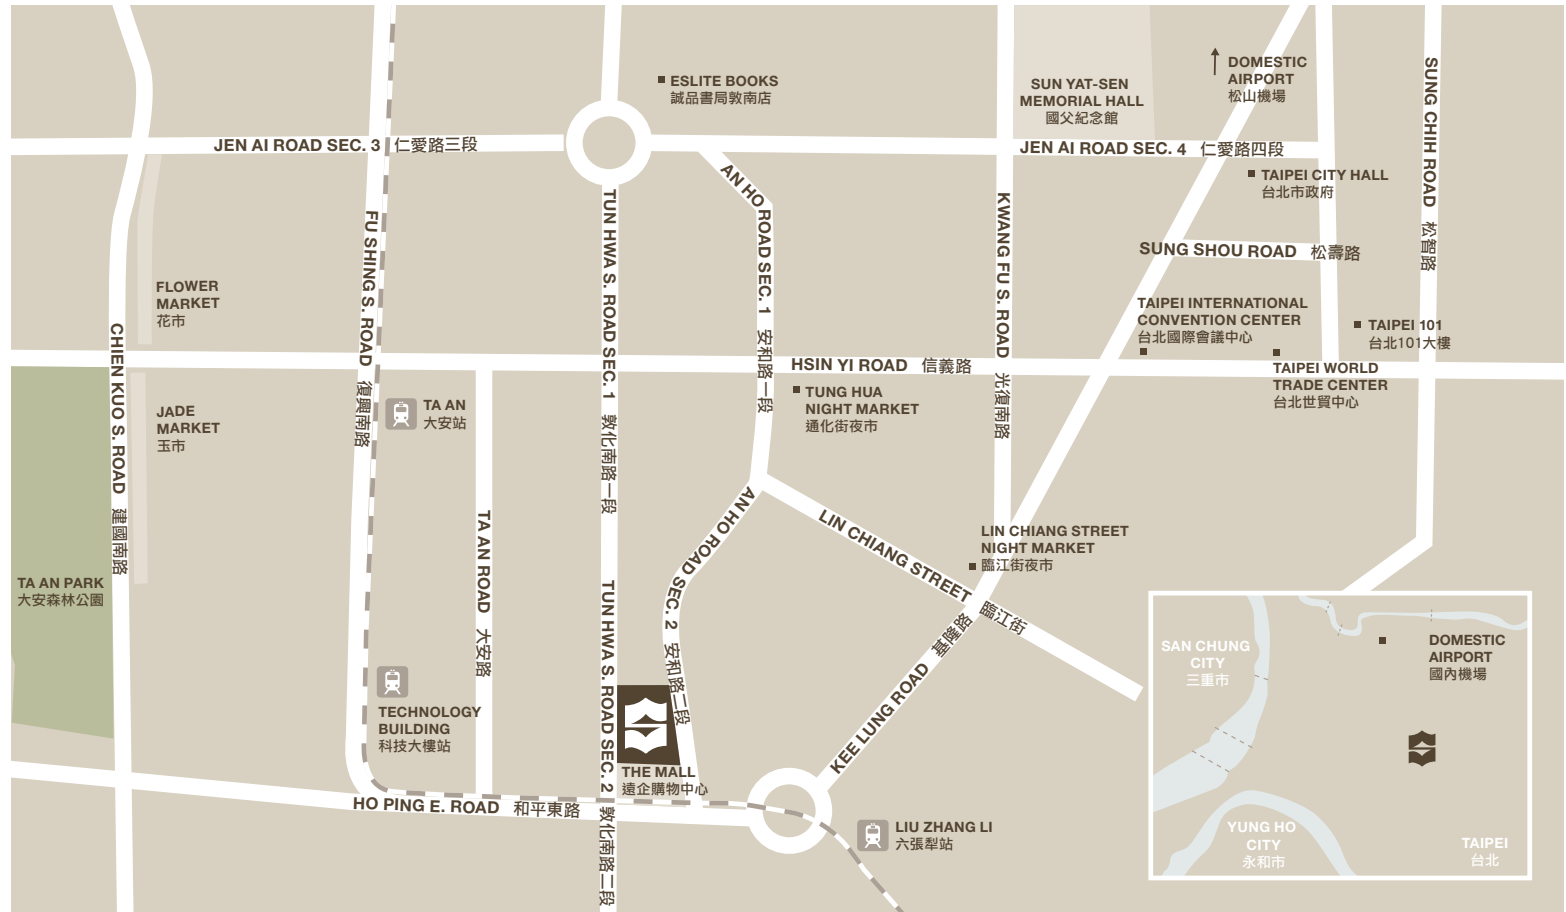 ESLITE BOOKS
誠品書局敦南店
SUN YAT-SEN
MEMORIAL HALL
國父紀念館
DOMESTIC
AIRPORT
松山機場
SUNG CHIH ROAD 松智路
JEN AI ROAD SEC. 3 仁愛路三段
JEN AI ROAD SEC. 4 仁愛路四段
TAIPEI CITY HALL
台北市政府
AN HO ROAD SEC. 1 安和路一段
FU SHING S. ROAD 復興南路
TUN HWA S. ROAD SEC. 1 敦化南路一段
KWANG FU S. ROAD 光復南路
SUNG SHOU ROAD 松壽路
FLOWER
MARKET
花市
TAIPEI INTERNATIONAL
CONVENTION CENTER
台北國際會議中心
TAIPEI 101
台北101大樓
CHIEN KUO S. ROAD 建國南路
HSIN YI ROAD 信義路
TAIPEI WORLD
TRADE CENTER
台北世貿中心
TUNG HUA
NIGHT MARKET
通化街夜市
TA AN
大安站
JADE
MARKET
玉市
AN HO ROAD SEC. 2 安和路二段
LIN CHIANG STREET 臨江街
LIN CHIANG STREET
NIGHT MARKET
臨江街夜市
TA AN ROAD 大安路
TA AN PARK
大安森林公園
TUN HWA S. ROAD SEC. 2 敦化南路二段
KEE LUNG ROAD 基隆路
TECHNOLOGY
BUILDING
科技大樓站
THE MALL
遠企購物中心
HO PING E. ROAD 和平東路
LIU ZHANG LI
六張犁站
SAN CHUNG
CITY
三重市
DOMESTIC
AIRPORT
國內機場
YUNG HO
CITY
永和市
TAIPEI
台北